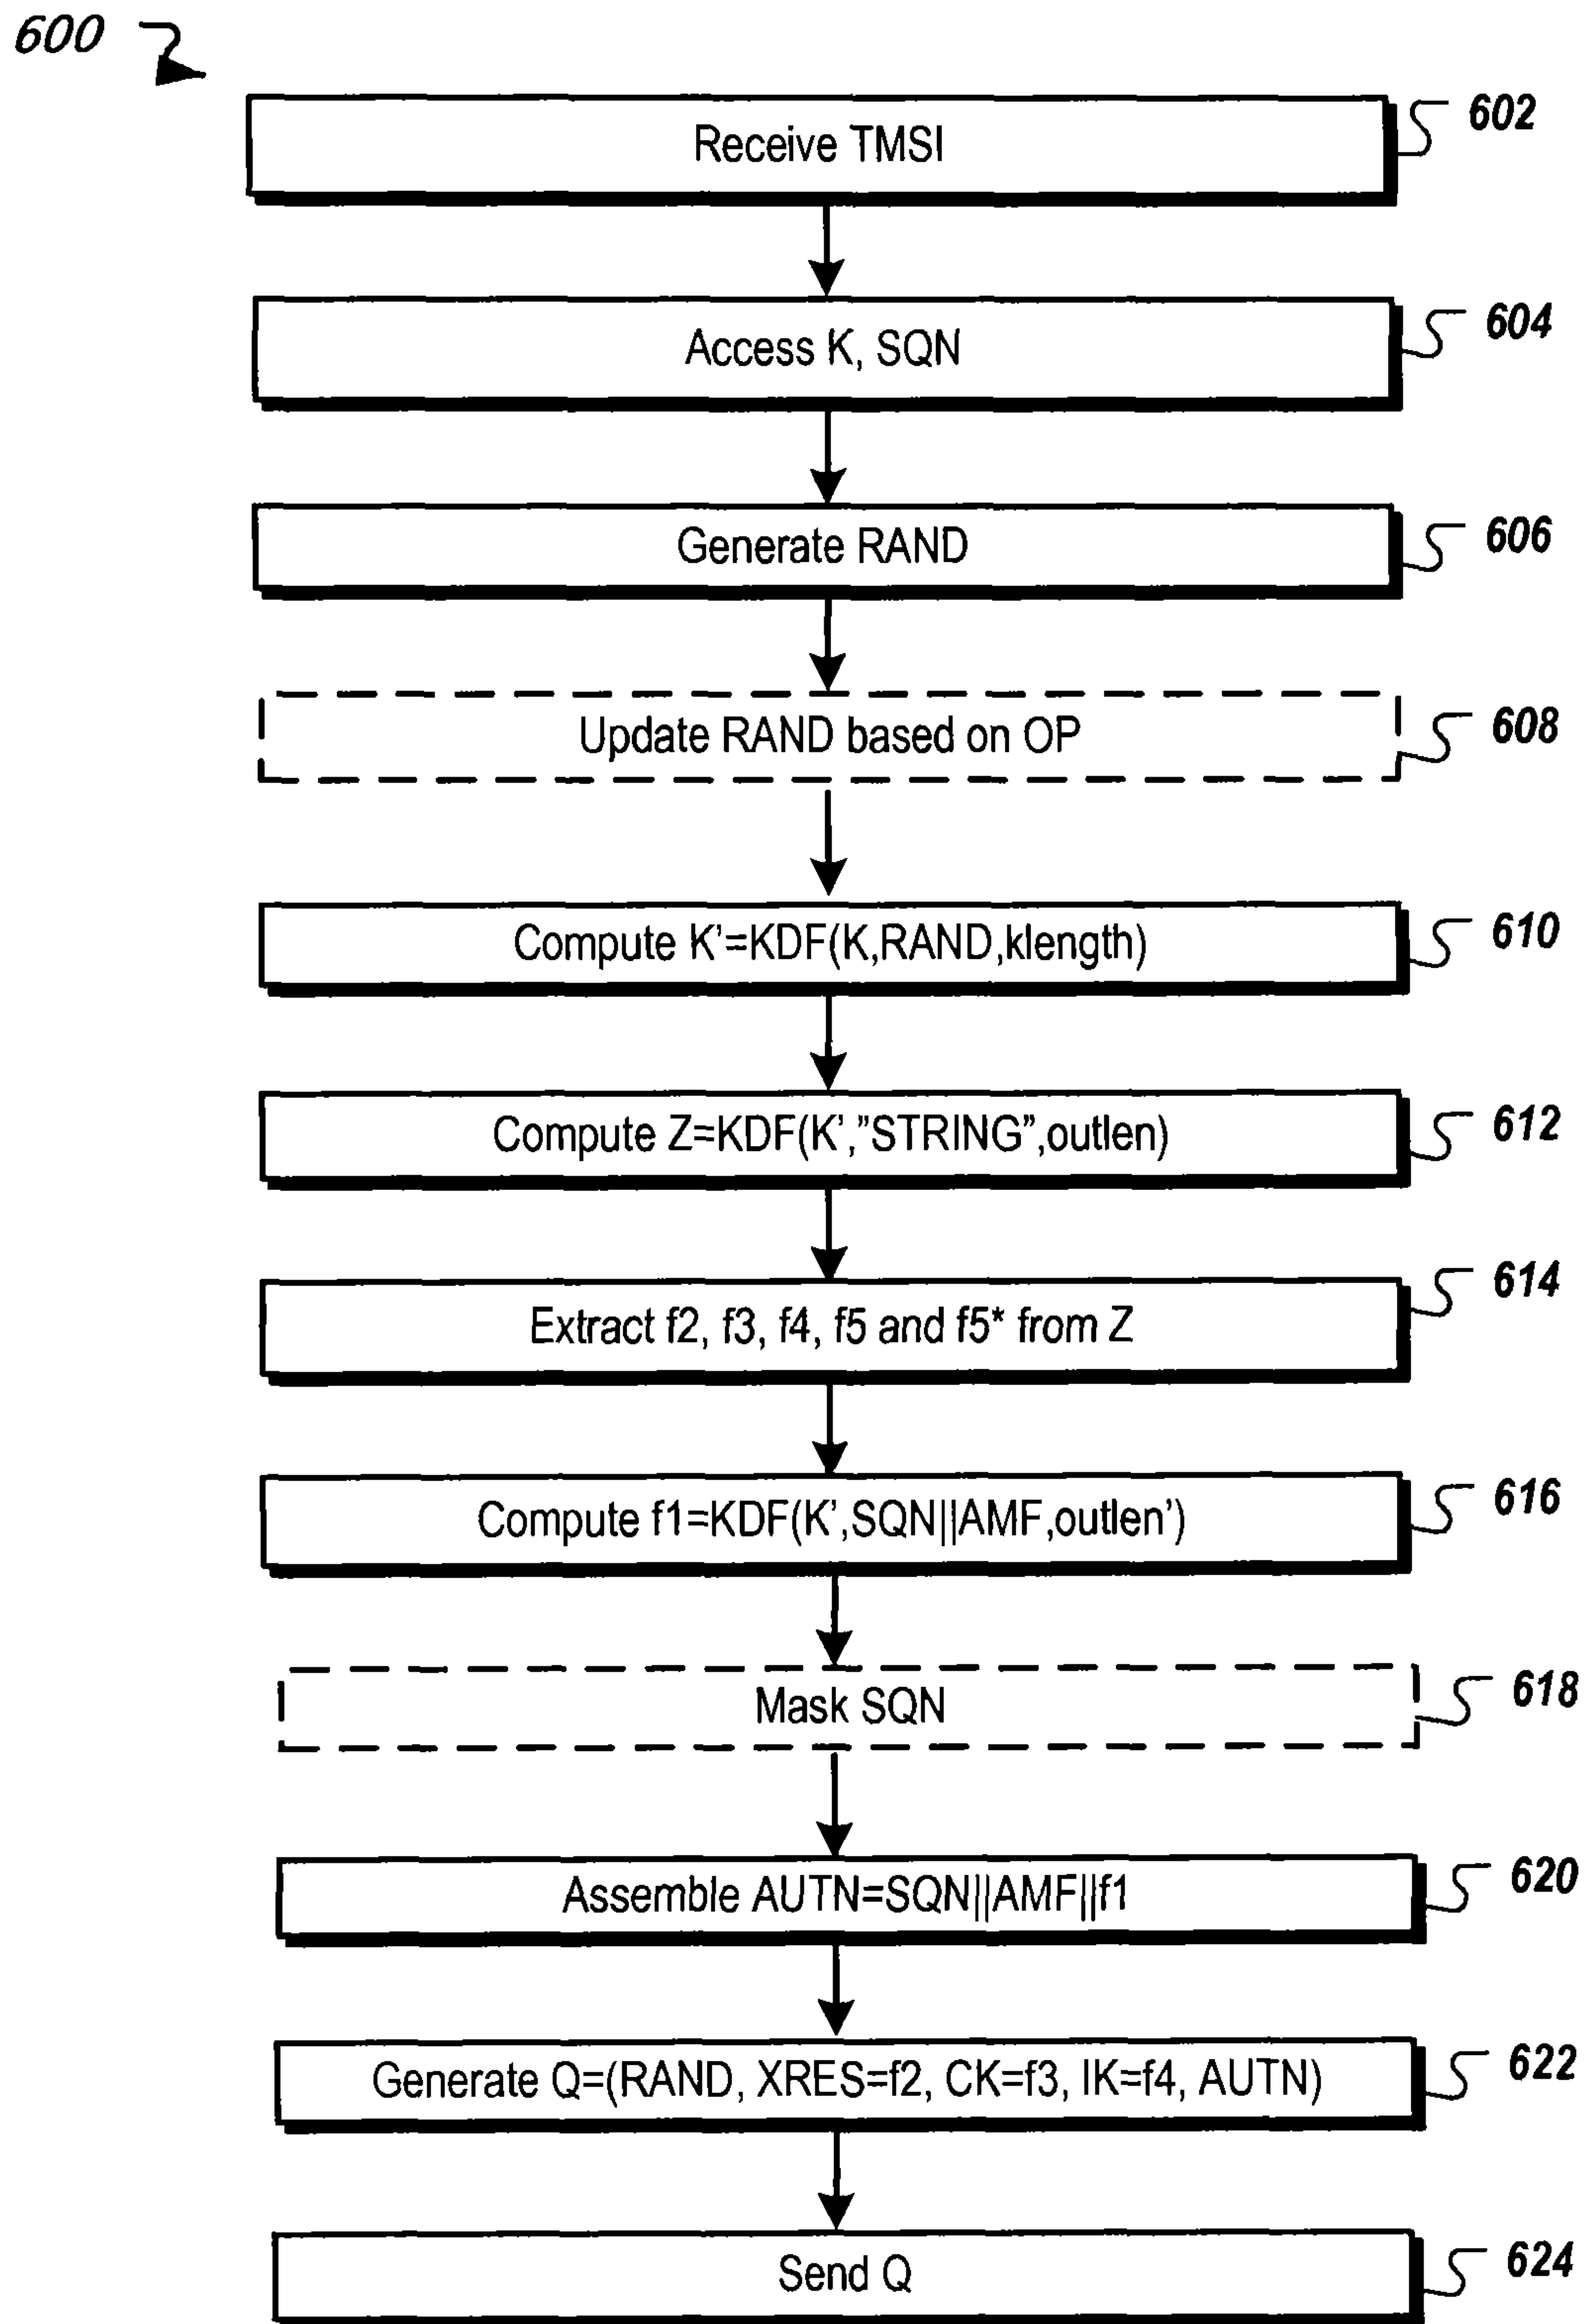 600
Receive TMSI
602
Access K, SQN
604
Generate RAND
606
Update RAND based on OP
608
Compute K’=KDF(K,RAND,klength)
610
Compute Z=KDF(K’,”STRING”,outlen)
612
Extract f2, f3, f4, f5 and f5* from Z
614
Compute f1=KDF(K’,SQN||AMF,outlen’)
616
Mask SQN
618
Assemble AUTN=SQN||AMF||f1
620
Generate Q=(RAND, XRES=f2, CK=f3, IK=f4, AUTN)
622
Send Q
624